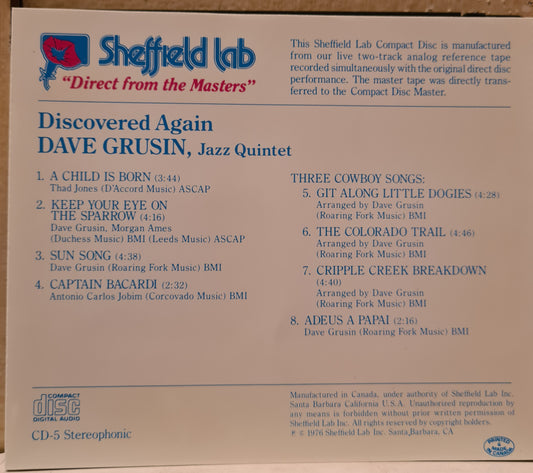 Sheffield Lab
"Direct from the Masters"
This Sheffield Lab Compact Disc is manufactured
from our live two-track analog reference tape
recorded simultaneously with the original direct disc
performance. The master tape was directly trans-
ferred to the Compact Disc Master.
Discovered Again
DAVE GRUSIN, Jazz Quintet
1. A CHILD IS BORN (3:44)
Thad Jones (D'Accord Music) ASCAP
2. KEEP YOUR EYE ON
THE SPARROW (4:16)
Dave Grusin, Morgan Ames
(Duchess Music) BMI (Leeds Music) ASCAP
3. SUN SONG (4:38)
Dave Grusin (Roaring Fork Music) BMI
4. CAPTAIN BACARDI (2:32)
Antonio Carlos Jobim (Corcovado Music) BMI
THREE COWBOY SONGS:
5. GIT ALONG LITTLE DOGIES (4:28)
Arranged by Dave Grusin
(Roaring Fork Music) BMI
6. THE COLORADO TRAIL (4:46)
Arranged by Dave Grusin
(Roaring Fork Music) BMI
7. CRIPPLE CREEK BREAKDOWN
(4:40)
Arranged by Dave Grusin
(Roaring Fork Music) BMI
8. ADEUS A PAPAI (2:16)
Dave Grusin (Roaring Fork Music) BMI
COMPACT
disc
DIGITAL AUDIO
CD-5 Stereophonic
Manufactured in Canada, under authority of Sheffield Lab Inc.
Santa Barbara California U.S.A. Unauthorized reproduction by
any means is forbidden without prior written permission of
Sheffield Lab Inc. All rights reserved by copyright holders.
℗ © 1976 Sheffield Lab Inc. Santa Barbara, CA
PRINTED
&
MADE
IN CANADA